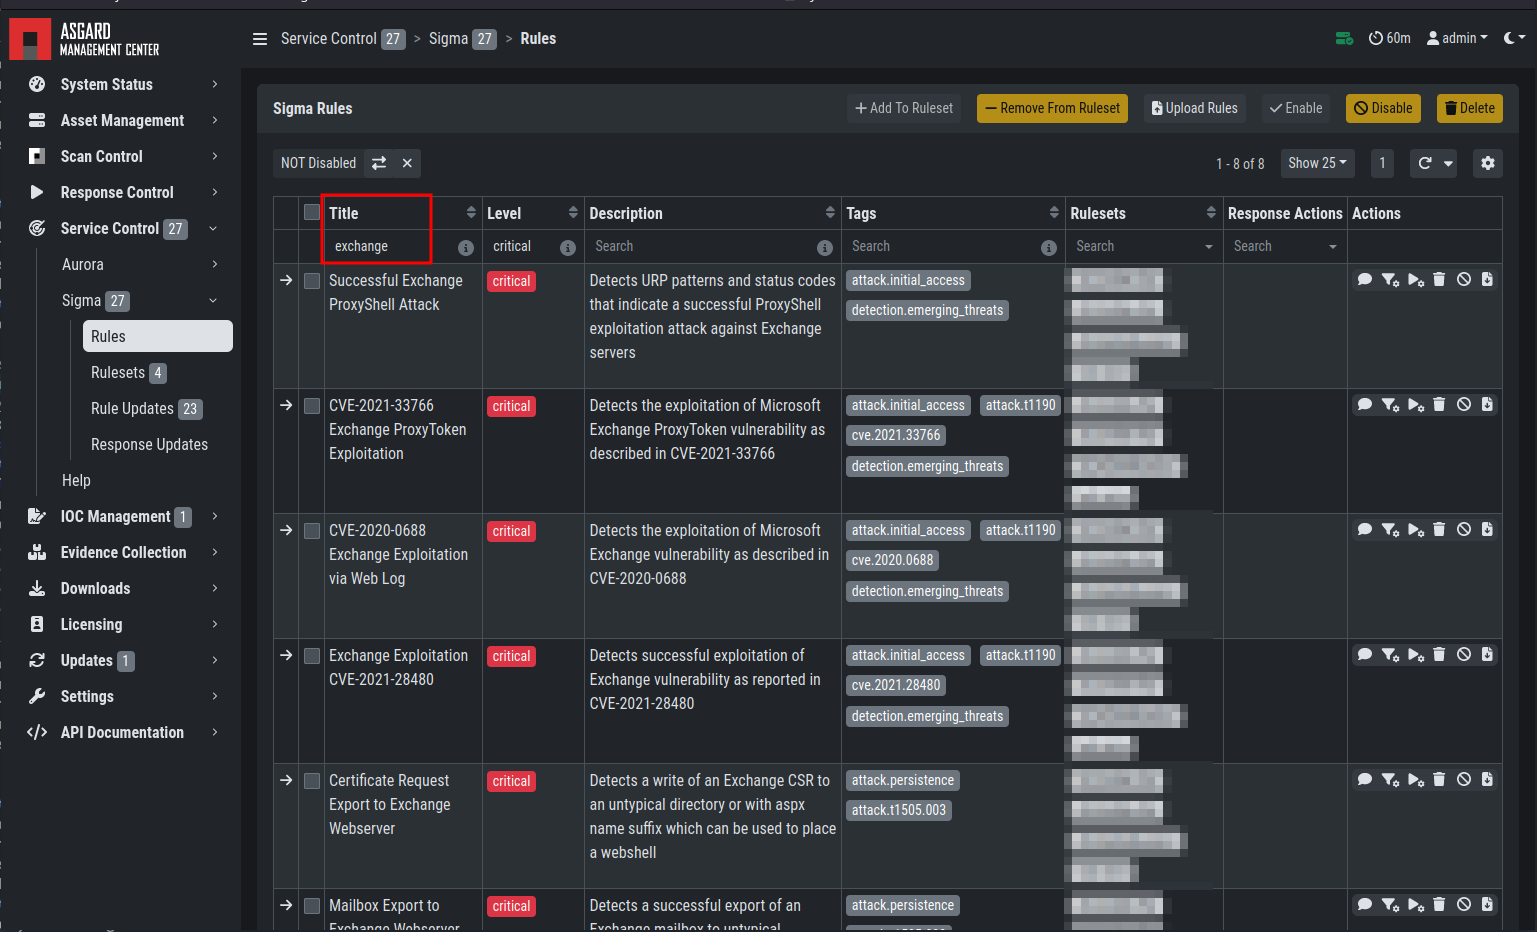 ASGARD
MANAGEMENT CENTER
Service Control 27 > Sigma 27 > Rules
60m
admin
System Status
Asset Management
Scan Control
Response Control
Service Control 27
Aurora
Sigma 27
Rules
Rulesets 4
Rule Updates 23
Response Updates
Help
IOC Management 1
Evidence Collection
Downloads
Licensing
Updates 1
Settings
API Documentation
Sigma Rules
Add To Ruleset
Remove From Ruleset
Upload Rules
Enable
Disable
Delete
NOT Disabled
1 - 8 of 8
Show 25
1
Title Level Description Tags Rulesets Response Actions Actions
exchange critical Search Search Search Search
Successful Exchange
ProxyShell Attack
critical
Detects URP patterns and status codes
that indicate a successful ProxyShell
exploitation attack against Exchange
servers
attack.initial_access
detection.emerging_threats
CVE-2021-33766
Exchange ProxyToken
Exploitation
critical
Detects the exploitation of Microsoft
Exchange ProxyToken vulnerability as
described in CVE-2021-33766
attack.initial_access attack.t1190
cve.2021.33766
detection.emerging_threats
CVE-2020-0688
Exchange Exploitation
via Web Log
critical
Detects the exploitation of Microsoft
Exchange vulnerability as described in
CVE-2020-0688
attack.initial_access attack.t1190
cve.2020.0688
detection.emerging_threats
Exchange Exploitation
CVE-2021-28480
critical
Detects successful exploitation of
Exchange vulnerability as reported in
CVE-2021-28480
attack.initial_access attack.t1190
cve.2021.28480
detection.emerging_threats
Certificate Request
Export to Exchange
Webserver
critical
Detects a write of an Exchange CSR to
an untypical directory or with aspx
name suffix which can be used to place
a webshell
attack.persistence
attack.t1505.003
Mailbox Export to
Exchange Webserver
critical
Detects a successful export of an
Exchange mailbox to untypical
attack.persistence